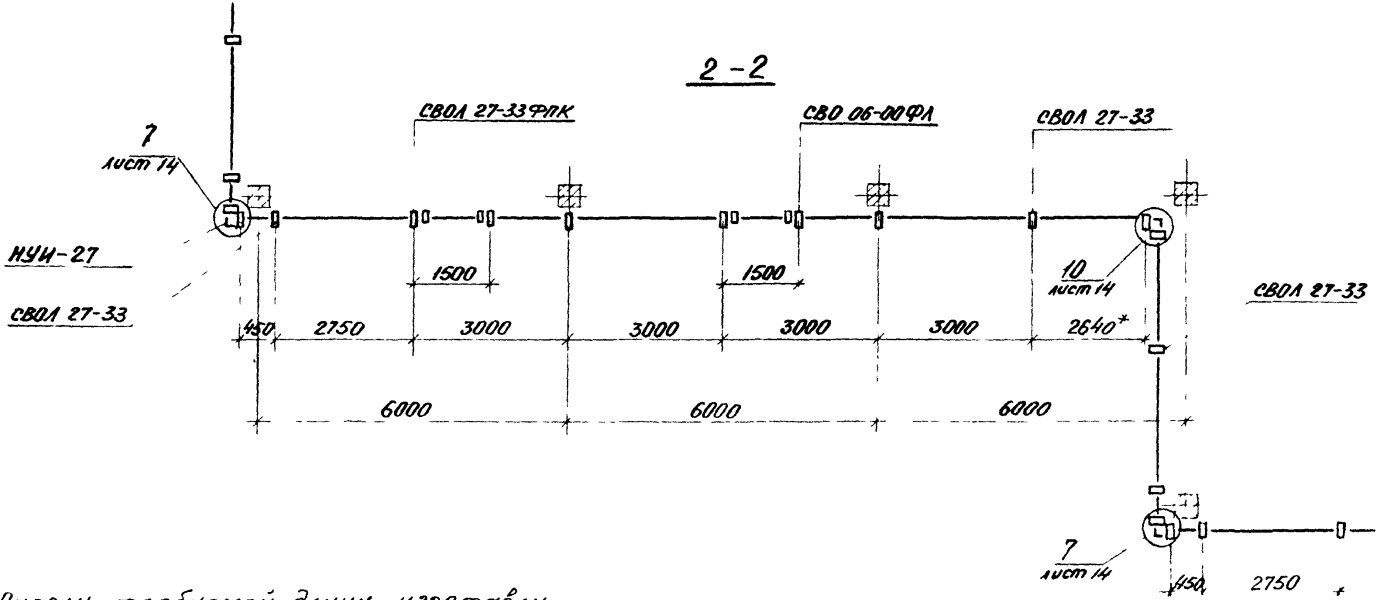 2-2
СВОЛ 27-33ФПК
СВО 06-00ФЛ
СВОЛ 27-33
7
лист 14
НУИ-27
СВОЛ 27-33
1500
1500
10
лист 14
СВОЛ 27-33
450
2750
3000
3000
3000
3000
2640*
6000
6000
6000
7
лист 14
450
2750
требуемой длины